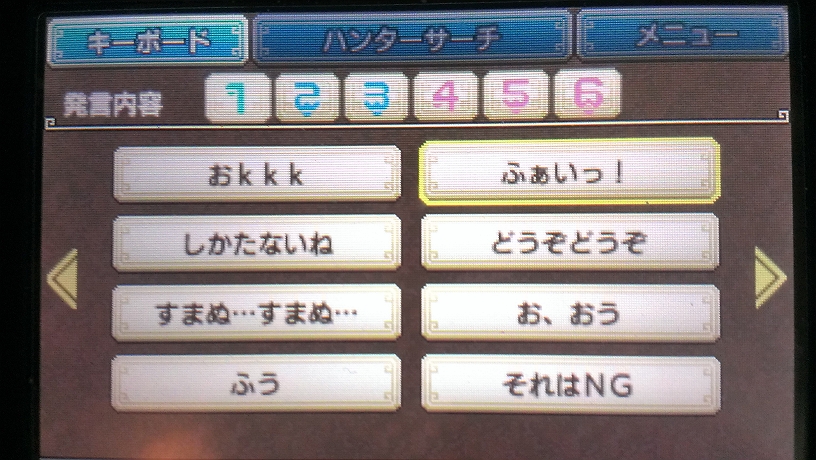 キーボード ハンターサーチ メニュー
発言内容 1 2 3 4 5 6
おｋｋｋ ふぁいっ！
しかたないね どうぞどうぞ
すまぬ…すまぬ… お、おう
ふう それはＮＧ